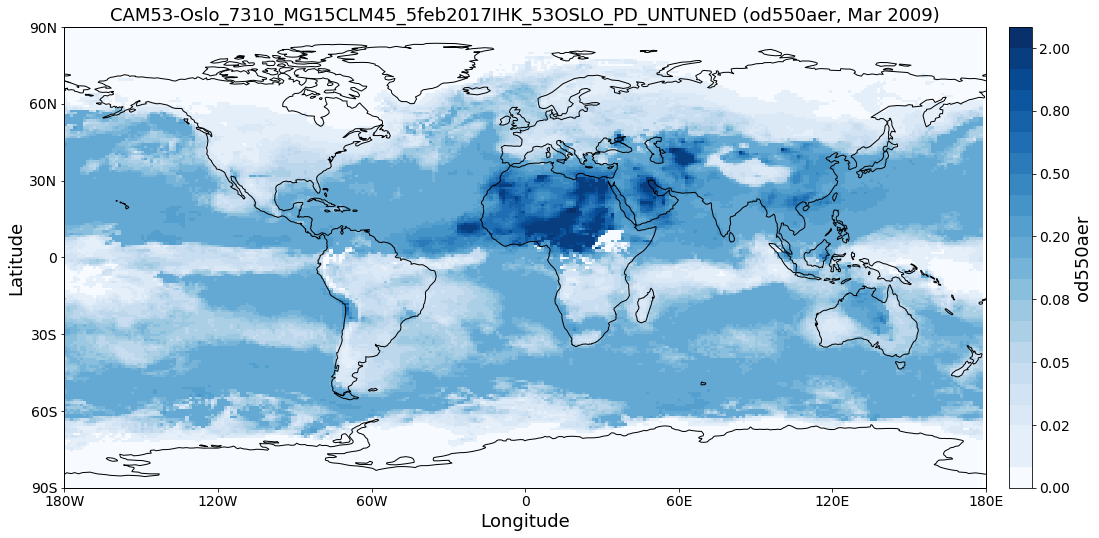 CAM53-Oslo_7310_MG15CLM45_5feb2017IHK_53OSLO_PD_UNTUNED (od550aer, Mar 2009)
90N
60N
30N
0
30S
60S
90S
Latitude
180W
120W
60W
0
60E
120E
180E
Longitude
2.00
0.80
0.50
0.20
0.08
0.05
0.02
0.00
od550aer